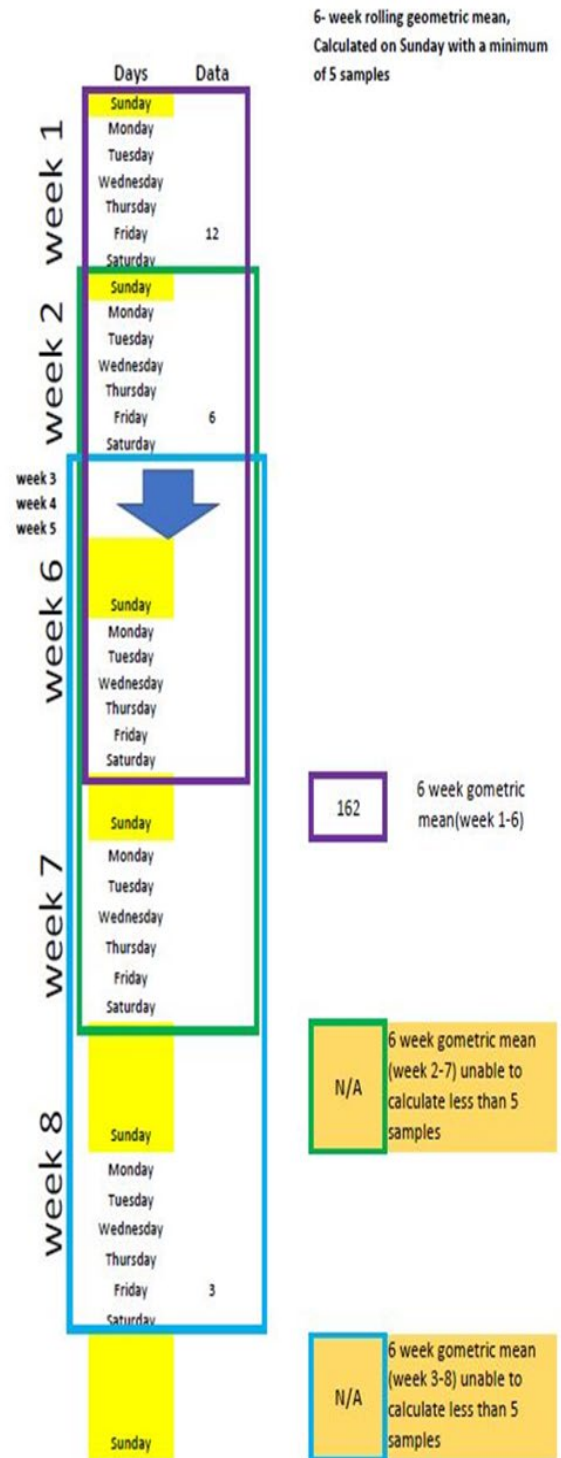 6- week rolling geometric mean,
Calculated on Sunday with a minimum
of 5 samples
Days Data
week 1
Sunday
Monday
Tuesday
Wednesday
Thursday
Friday 12
Saturday
week 2
Sunday
Monday
Tuesday
Wednesday
Thursday
Friday 6
Saturday
week 3
week 4
week 5
week 6
Sunday
Monday
Tuesday
Wednesday
Thursday
Friday
Saturday
162
6 week gometric
mean(week 1-6)
week 7
Sunday
Monday
Tuesday
Wednesday
Thursday
Friday
Saturday
N/A
6 week gometric mean
(week 2-7) unable to
calculate less than 5
samples
week 8
Sunday
Monday
Tuesday
Wednesday
Thursday
Friday 3
Saturday
N/A
6 week gometric mean
(week 3-8) unable to
calculate less than 5
samples
Sunday